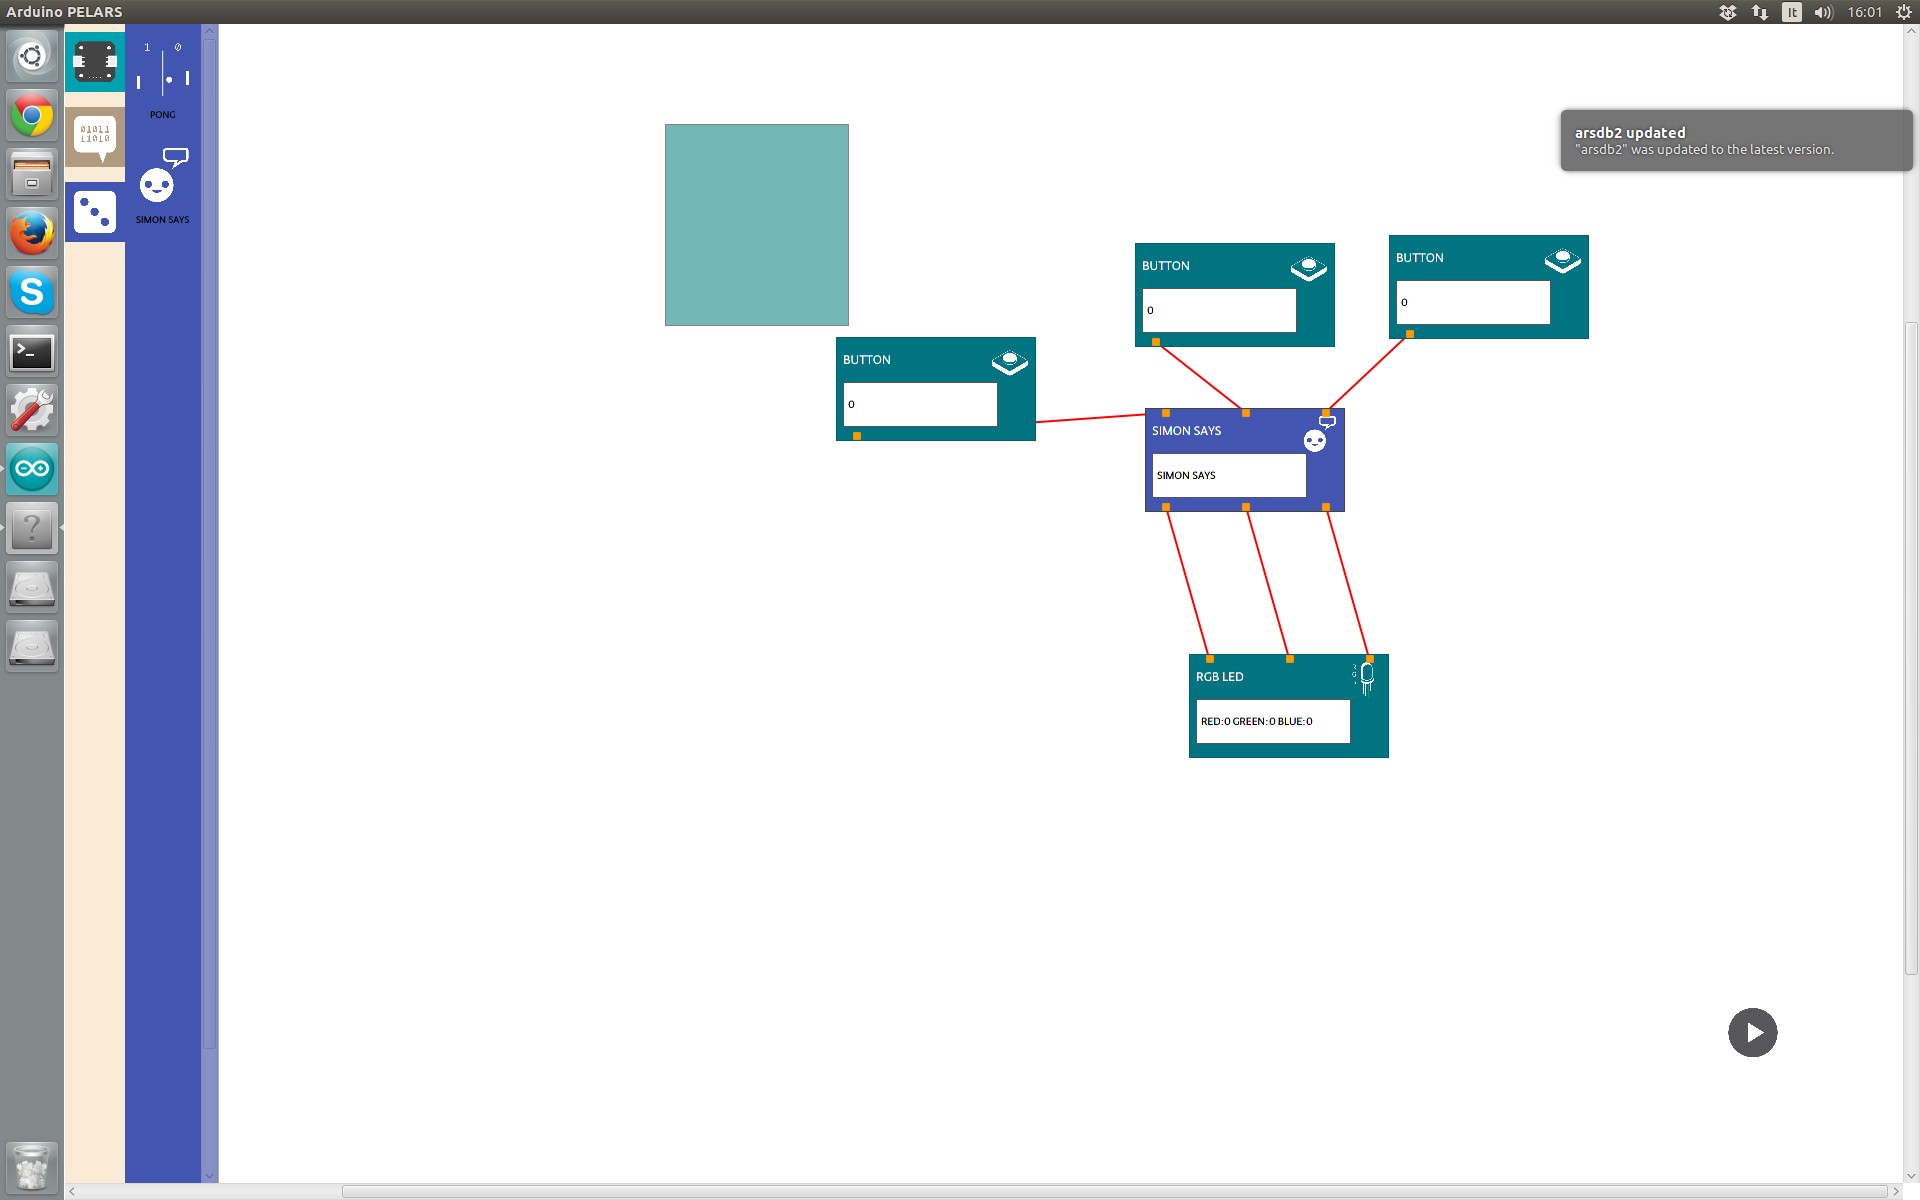 Arduino PELARS
It
16:01
1 0
PONG
01011
11010
SIMON SAYS
arsdb2 updated
"arsdb2" was updated to the latest version.
BUTTON
0
BUTTON
0
BUTTON
0
SIMON SAYS
SIMON SAYS
RGB LED
RED:0 GREEN:0 BLUE:0